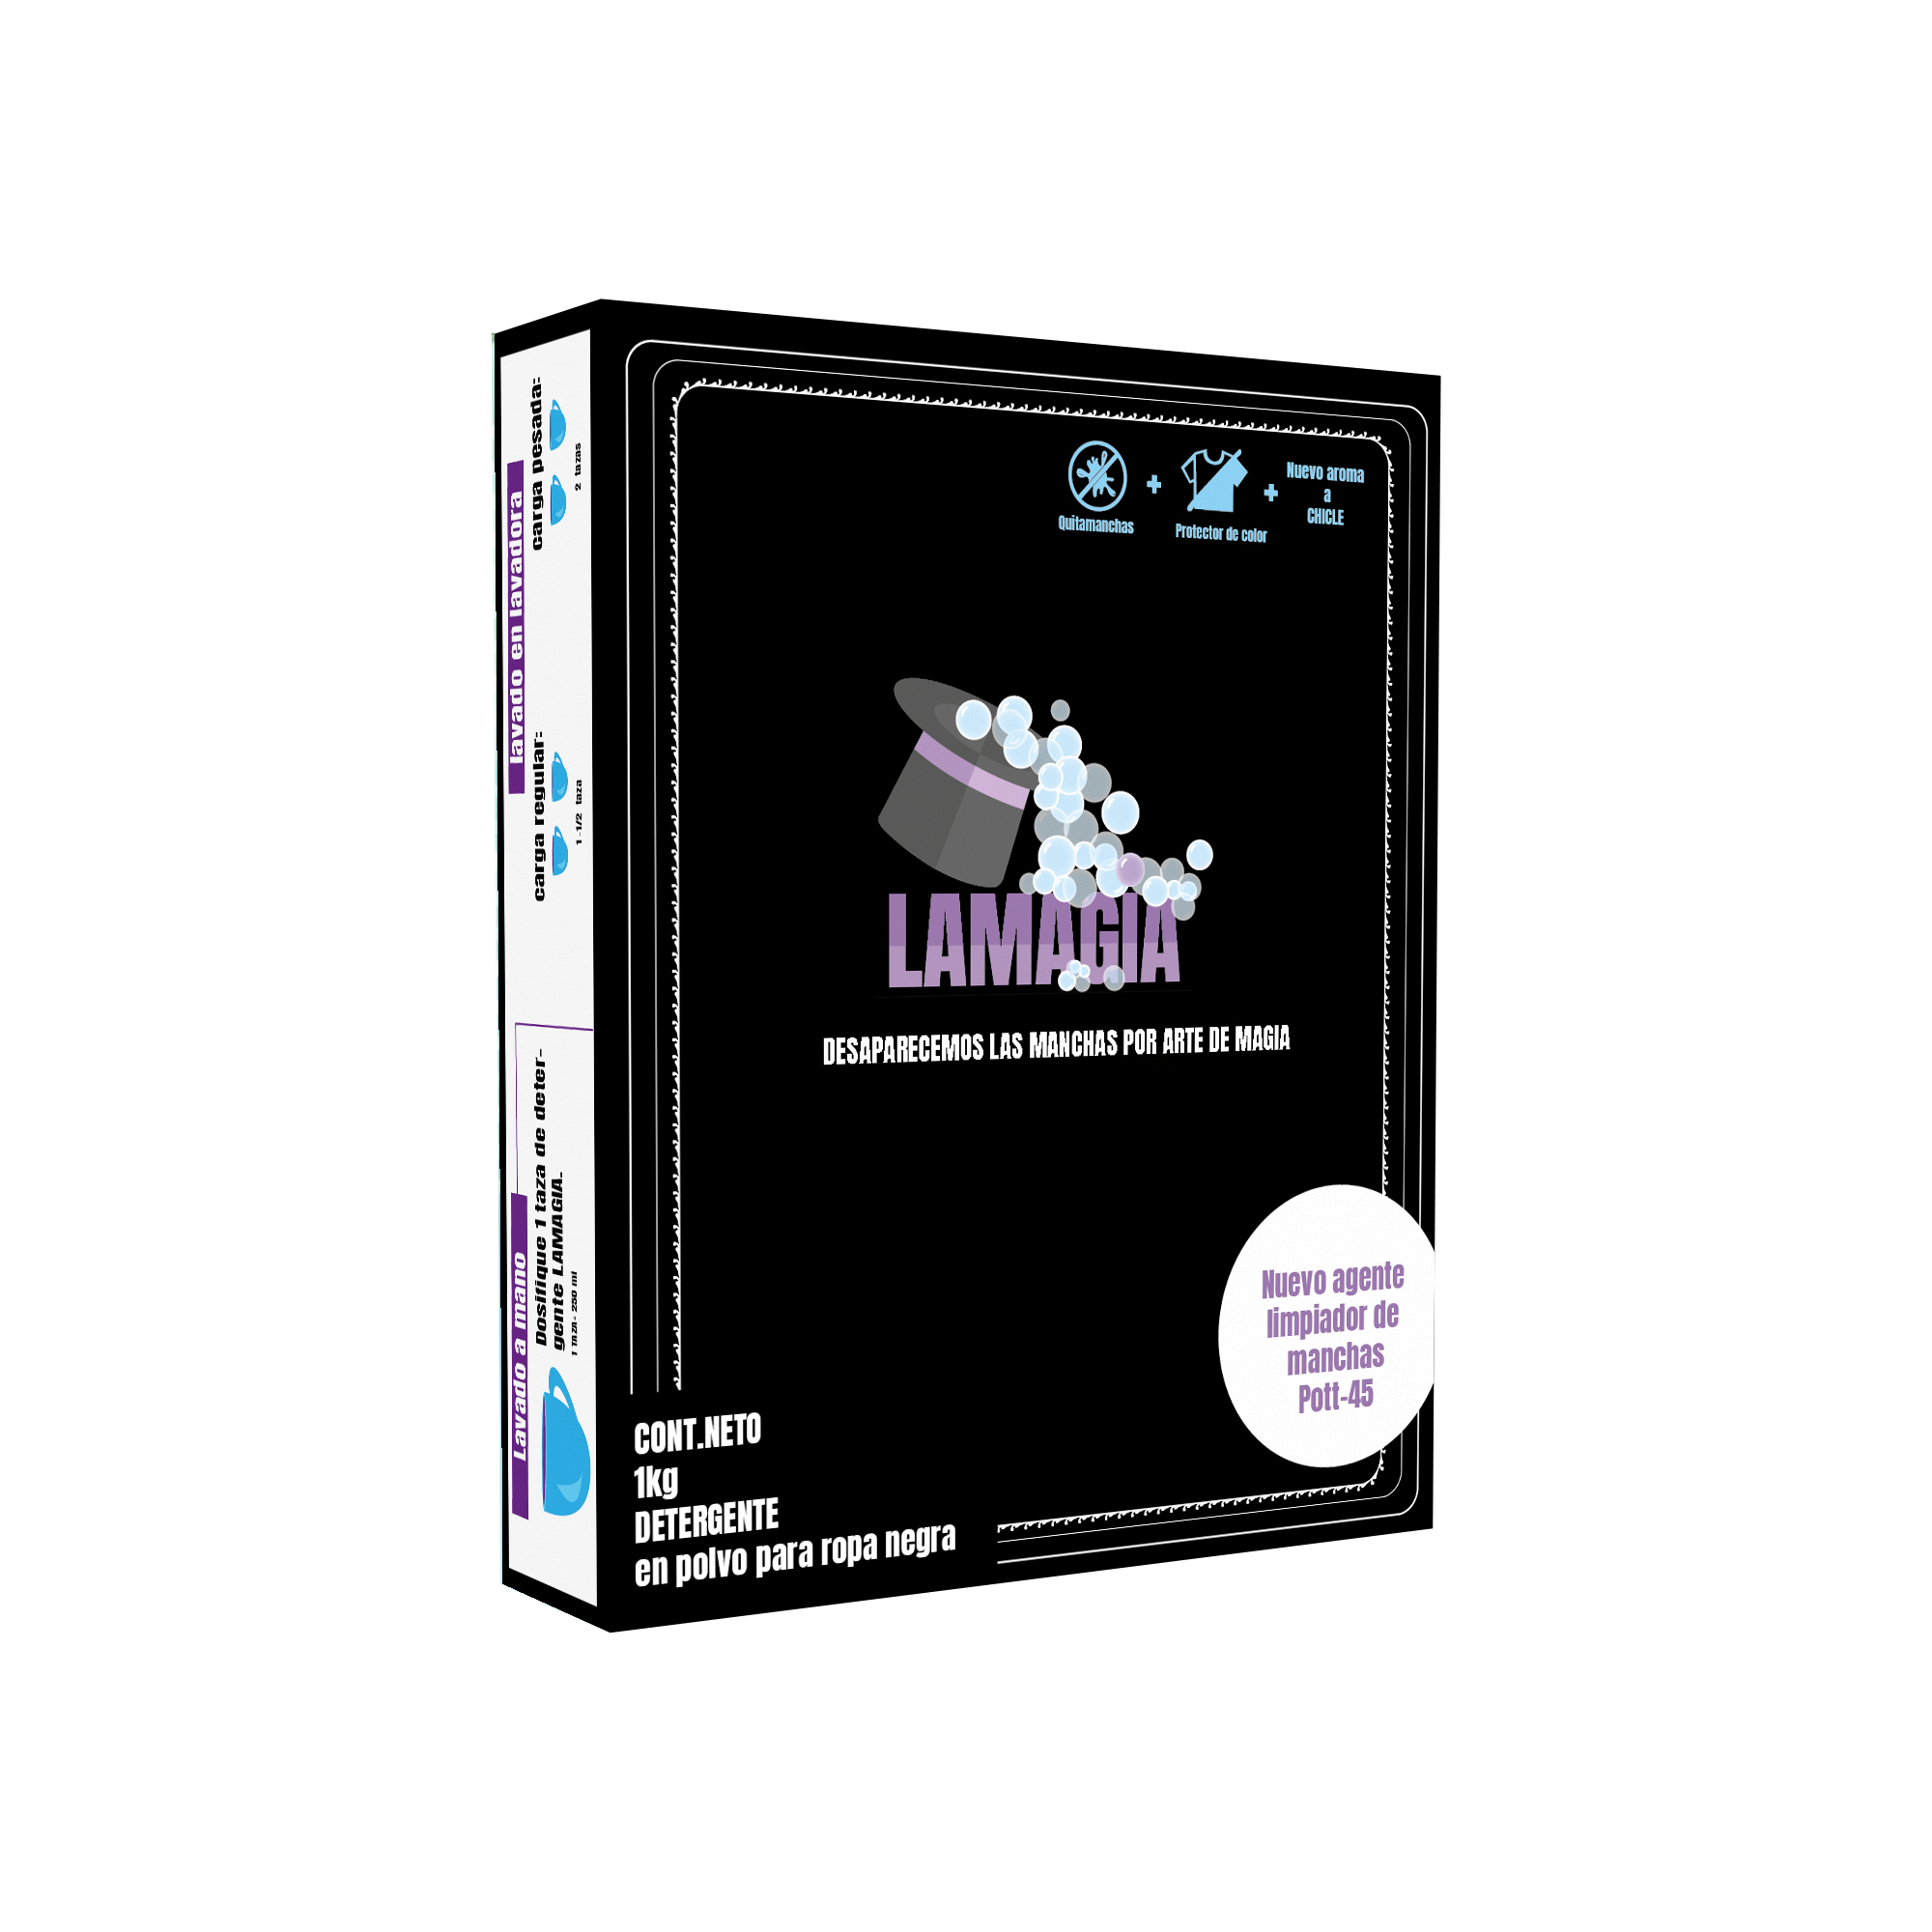 lavado en lavadora
carga pesada:
2 tazas
carga regular:
1-1/2 taza
Lavado a mano
Dosifique 1 taza de deter-
gente LAMAGIA.
1 TAZA- 250 ml
Quitamanchas
+
Protector de color
+
Nuevo aroma
a
CHICLE
LAMAGIA
DESAPARECEMOS LAS MANCHAS POR ARTE DE MAGIA
Nuevo agente
limpiador de
manchas
Pott-45
CONT.NETO
1kg
DETERGENTE
en polvo para ropa negra